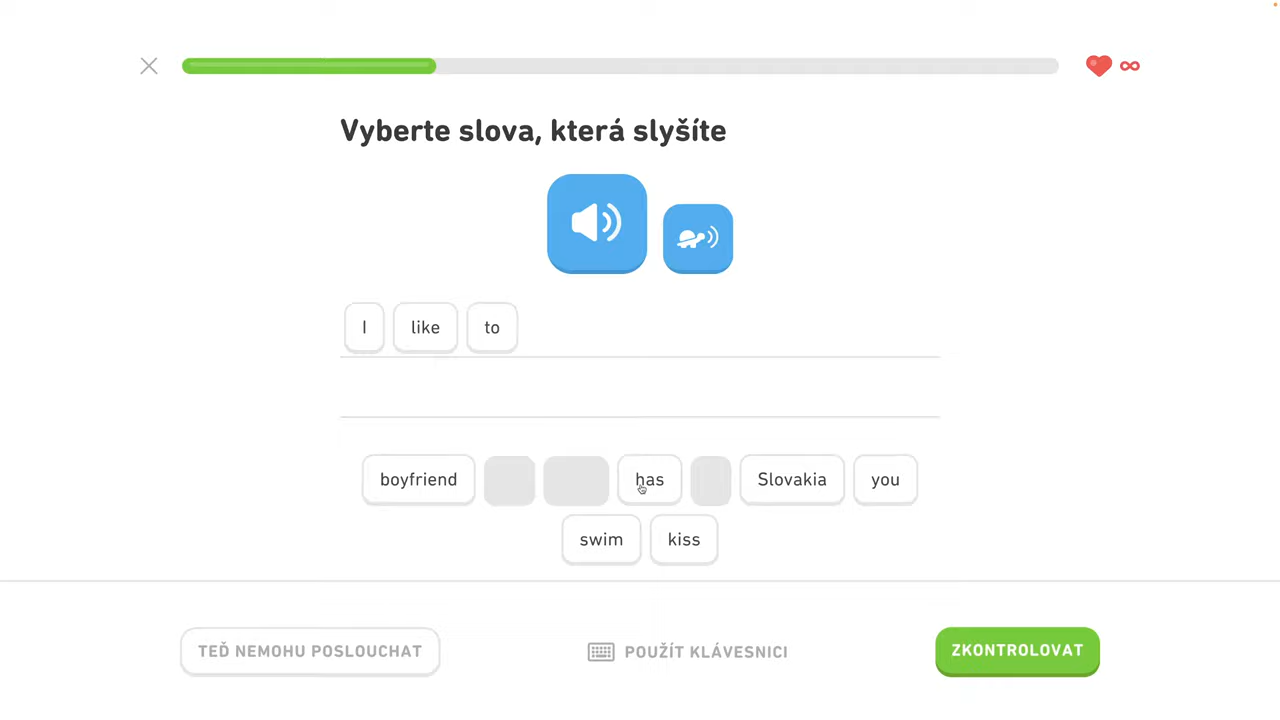 Vyberte slova, která slyšíte
I like to
boyfriend has Slovakia you
swim kiss
TEĎ NEMOHU POSLOUCHAT POUŽÍT KLÁVESNICI ZKONTROLOVAT